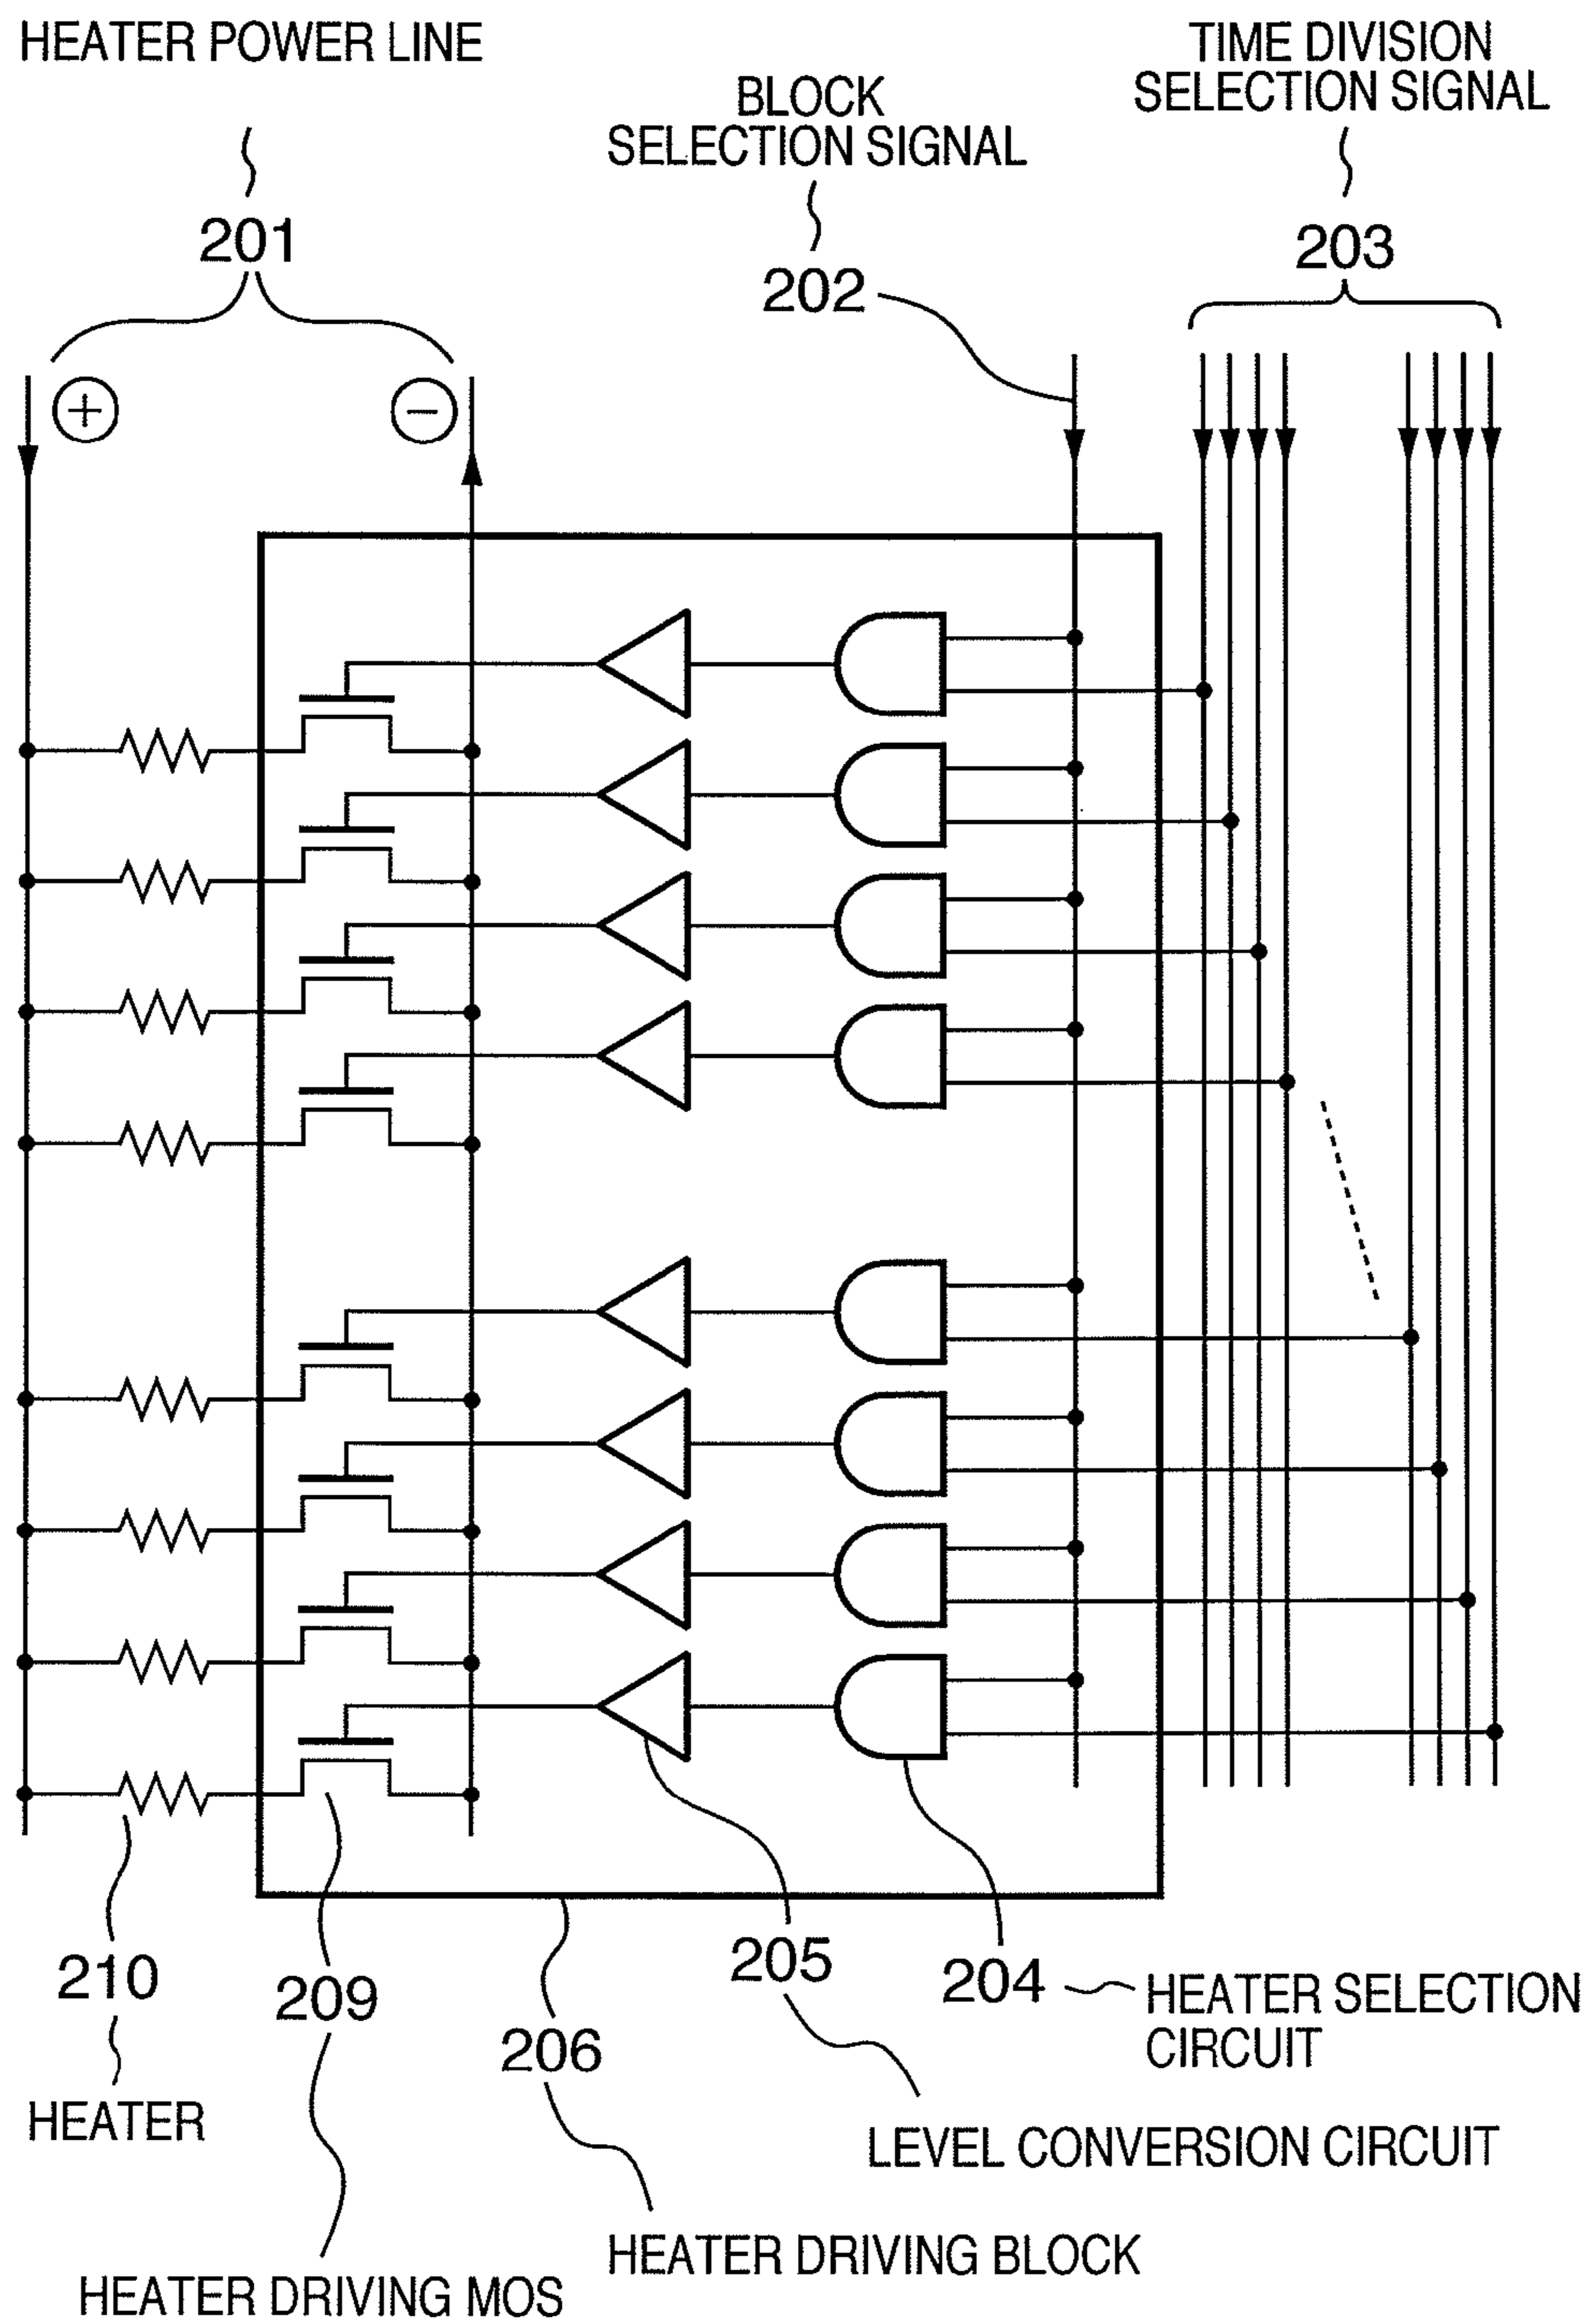 HEATER POWER LINE
201
BLOCK
SELECTION SIGNAL
202
TIME DIVISION
SELECTION SIGNAL
203
+
−
210
HEATER
209
HEATER DRIVING MOS
206
HEATER DRIVING BLOCK
205
LEVEL CONVERSION CIRCUIT
204
HEATER SELECTION
CIRCUIT